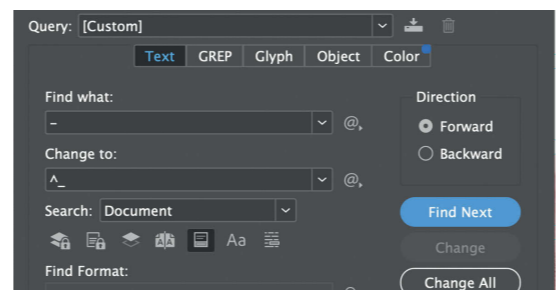 Query: [Custom]
Text GREP Glyph Object Color
Find what:
–
@,
Change to:
^_
@,
Search: Document
Aa
Find Format:
Direction
Forward
Backward
Find Next
Change
Change All